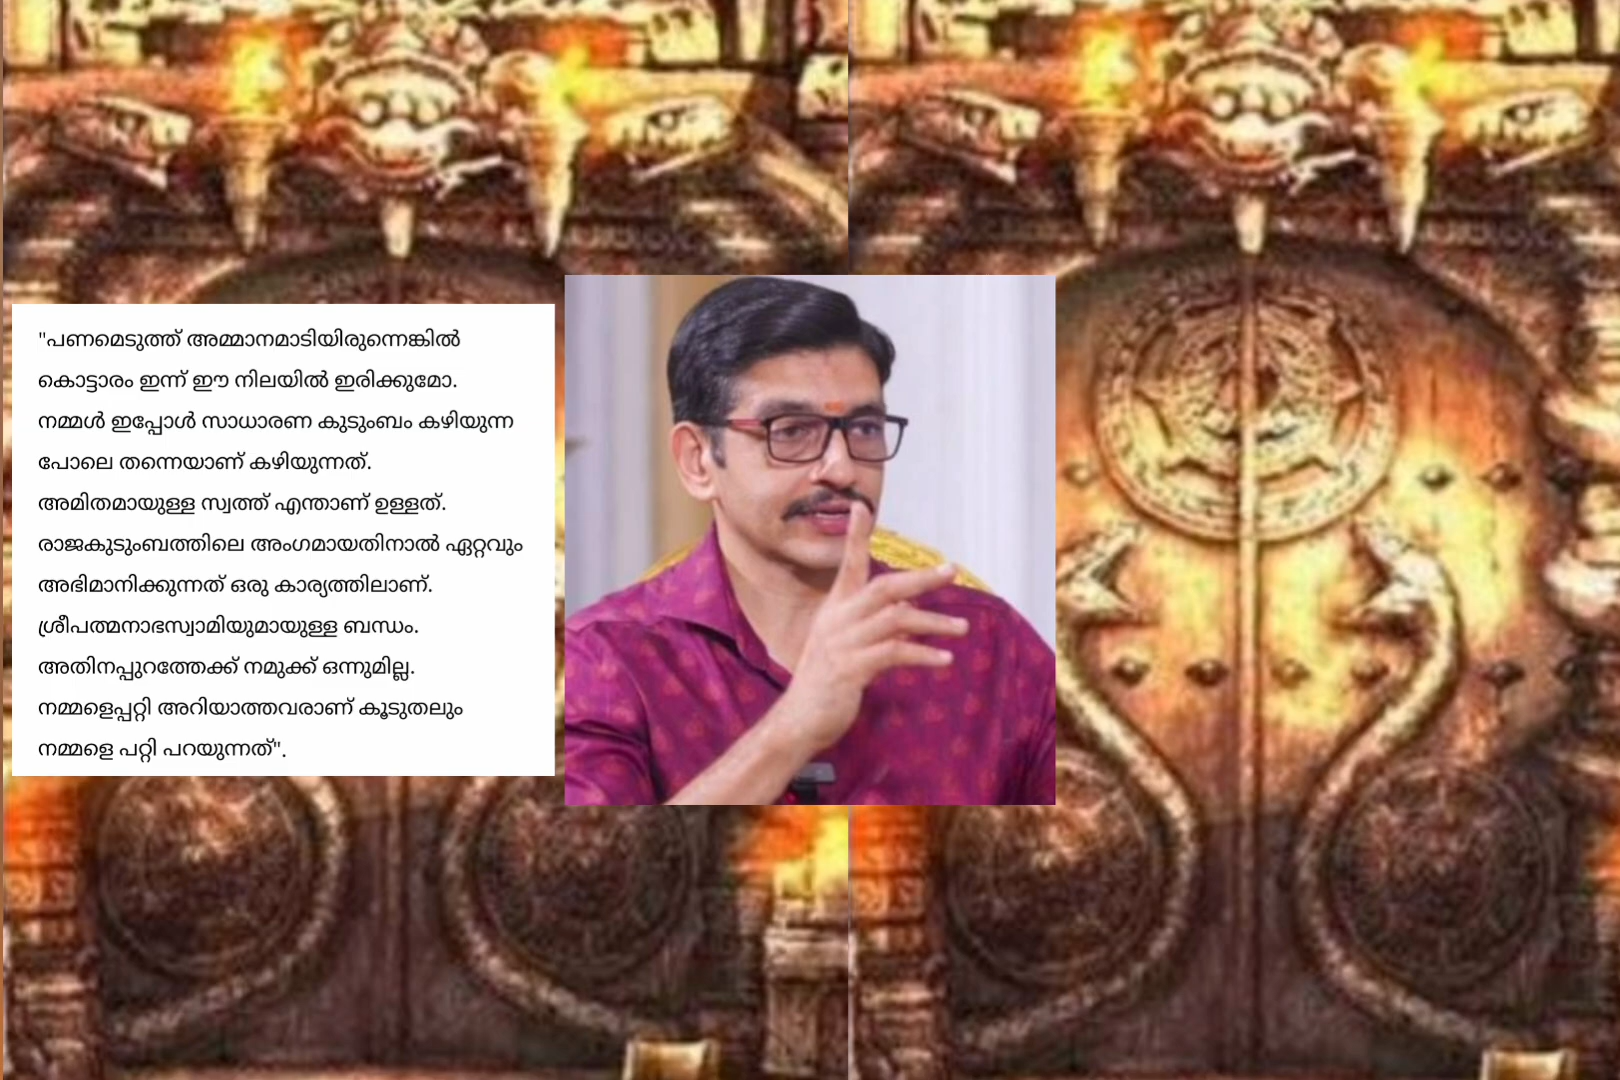 "പണമെടുത്ത് അമ്മാനമാടിയിരുന്നെങ്കിൽ
കൊട്ടാരം ഇന്ന് ഈ നിലയിൽ ഇരിക്കുമോ.
നമ്മൾ ഇപ്പോൾ സാധാരണ കുടുംബം കഴിയുന്ന
പോലെ തന്നെയാണ് കഴിയുന്നത്.
അമിതമായുള്ള സ്വത്ത് എന്താണ് ഉള്ളത്.
രാജകുടുംബത്തിലെ അംഗമായതിനാൽ ഏറ്റവും
അഭിമാനിക്കുന്നത് ഒരു കാര്യത്തിലാണ്.
ശ്രീപത്മനാഭസ്വാമിയുമായുള്ള ബന്ധം.
അതിനപ്പുറത്തേക്ക് നമുക്ക് ഒന്നുമില്ല.
നമ്മളെപ്പറ്റി അറിയാത്തവരാണ് കൂടുതലും
നമ്മളെ പറ്റി പറയുന്നത്".